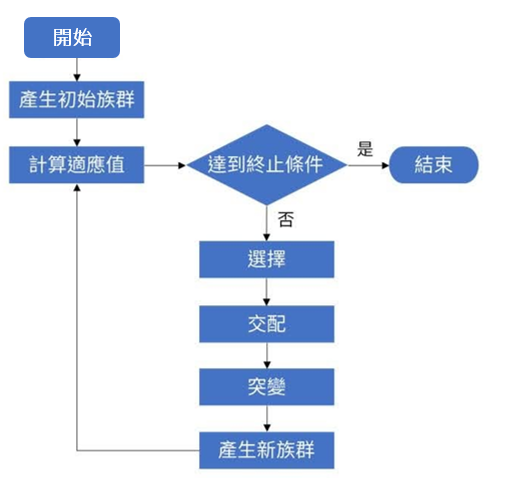 開始
產生初始族群
計算適應值
達到終止條件
是
結束
否
選擇
交配
突變
產生新族群